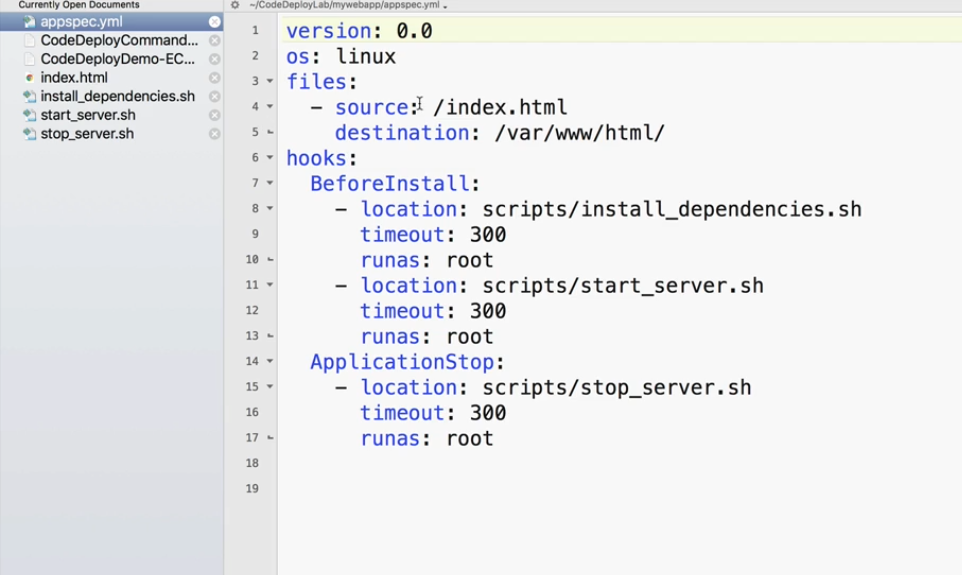 Currently Open Documents
appspec.yml
CodeDeployCommand...
CodeDeployDemo-EC...
index.html
install_dependencies.sh
start_server.sh
stop_server.sh
~/CodeDeployLab/mywebapp/appspec.yml
1 version: 0.0
2 os: linux
3 files:
4   - source: /index.html
5     destination: /var/www/html/
6 hooks:
7   BeforeInstall:
8     - location: scripts/install_dependencies.sh
9       timeout: 300
10       runas: root
11     - location: scripts/start_server.sh
12       timeout: 300
13       runas: root
14   ApplicationStop:
15     - location: scripts/stop_server.sh
16       timeout: 300
17       runas: root
18
19